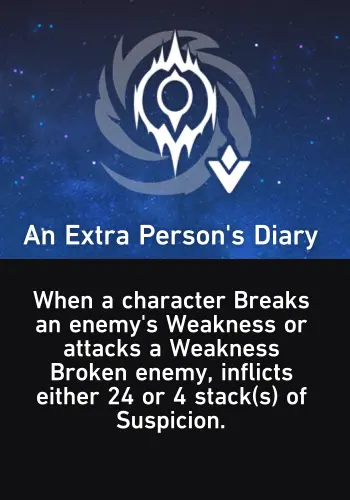 An Extra Person's Diary
When a character Breaks
an enemy's Weakness or
attacks a Weakness
Broken enemy, inflicts
either 24 or 4 stack(s) of
Suspicion.